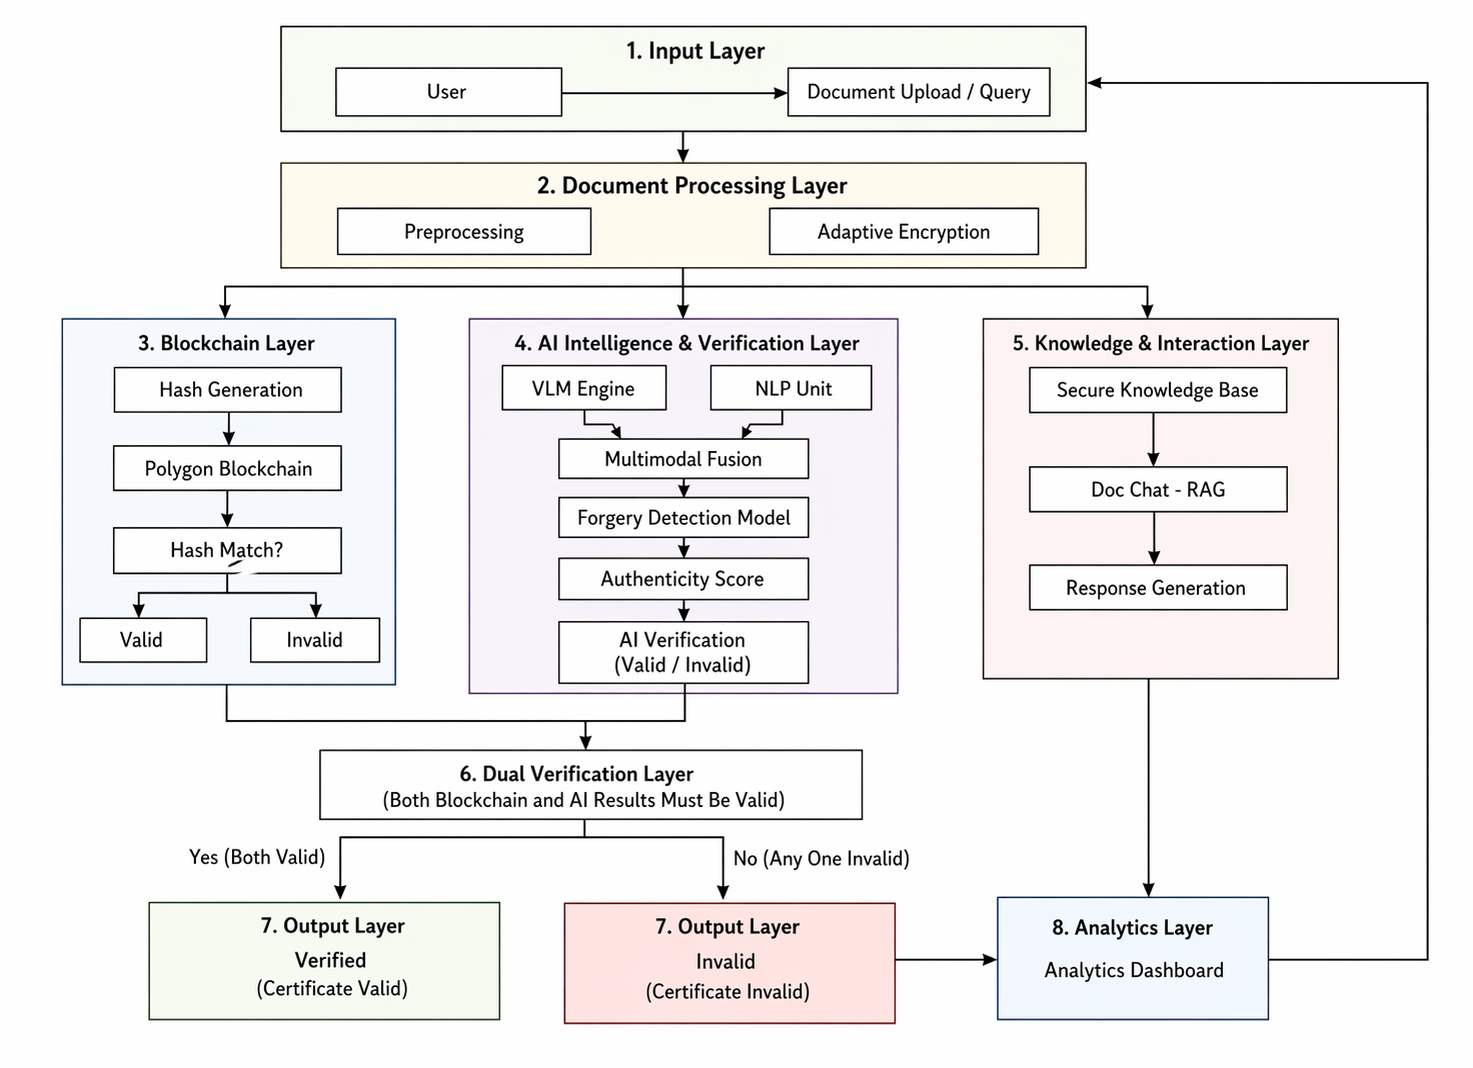 1. Input Layer
User
Document Upload / Query
2. Document Processing Layer
Preprocessing
Adaptive Encryption
3. Blockchain Layer
Hash Generation
Polygon Blockchain
Hash Match?
Valid
Invalid
4. AI Intelligence & Verification Layer
VLM Engine
NLP Unit
Multimodal Fusion
Forgery Detection Model
Authenticity Score
AI Verification
(Valid / Invalid)
5. Knowledge & Interaction Layer
Secure Knowledge Base
Doc Chat - RAG
Response Generation
6. Dual Verification Layer
(Both Blockchain and AI Results Must Be Valid)
Yes (Both Valid)
No (Any One Invalid)
7. Output Layer
Verified
(Certificate Valid)
7. Output Layer
Invalid
(Certificate Invalid)
8. Analytics Layer
Analytics Dashboard